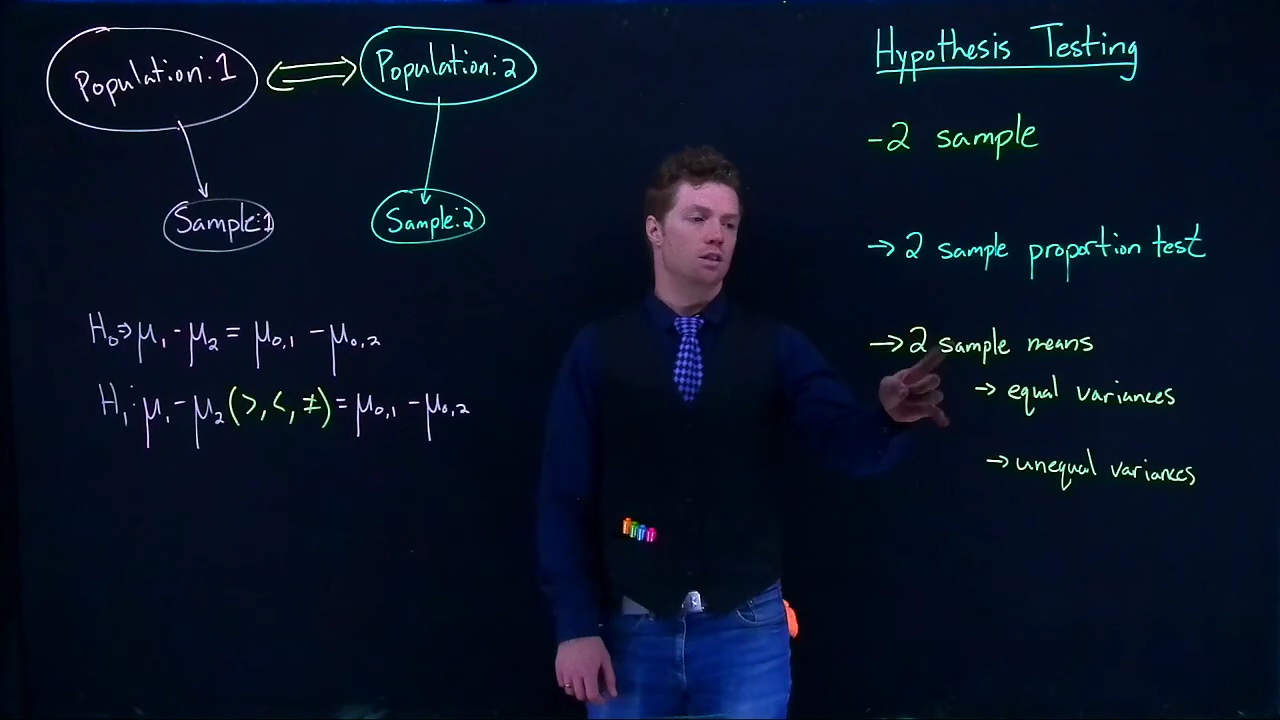 Population:1
Population:2
Sample:1
Sample:2
H₀⇒ μ₁ - μ₂ = μ₀,₁ - μ₀,₂
H₁: μ₁ - μ₂ (>, <, ≠) = μ₀,₁ - μ₀,₂
Hypothesis Testing
-2 sample
→ 2 sample proportion test
→ 2 sample means
→ equal variances
→ unequal variances